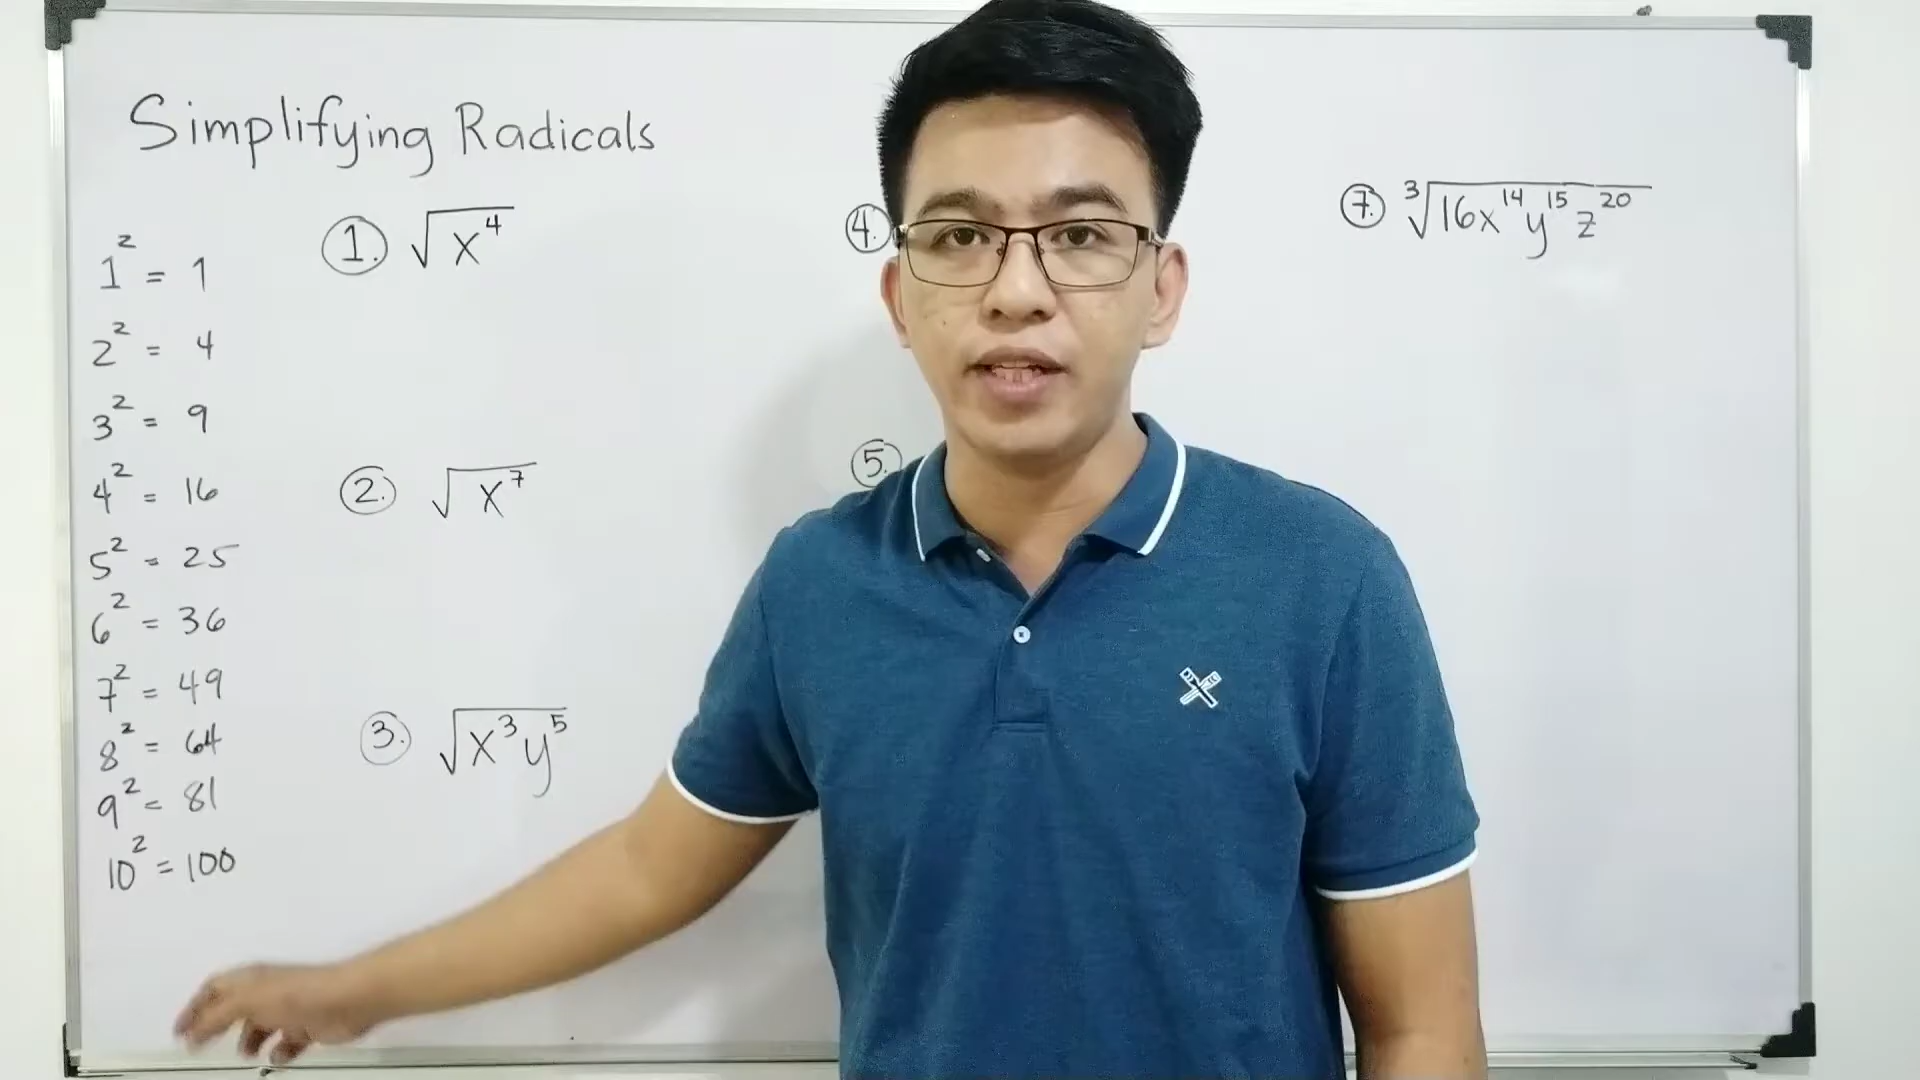 Simplifying Radicals
1² = 1
2² = 4
3² = 9
4² = 16
5² = 25
6² = 36
7² = 49
8² = 64
9² = 81
10² = 100
1. √x⁴
2. √x⁷
3. √x³y⁵
4.
5.
7. ³√16x¹⁴y¹⁵z²⁰